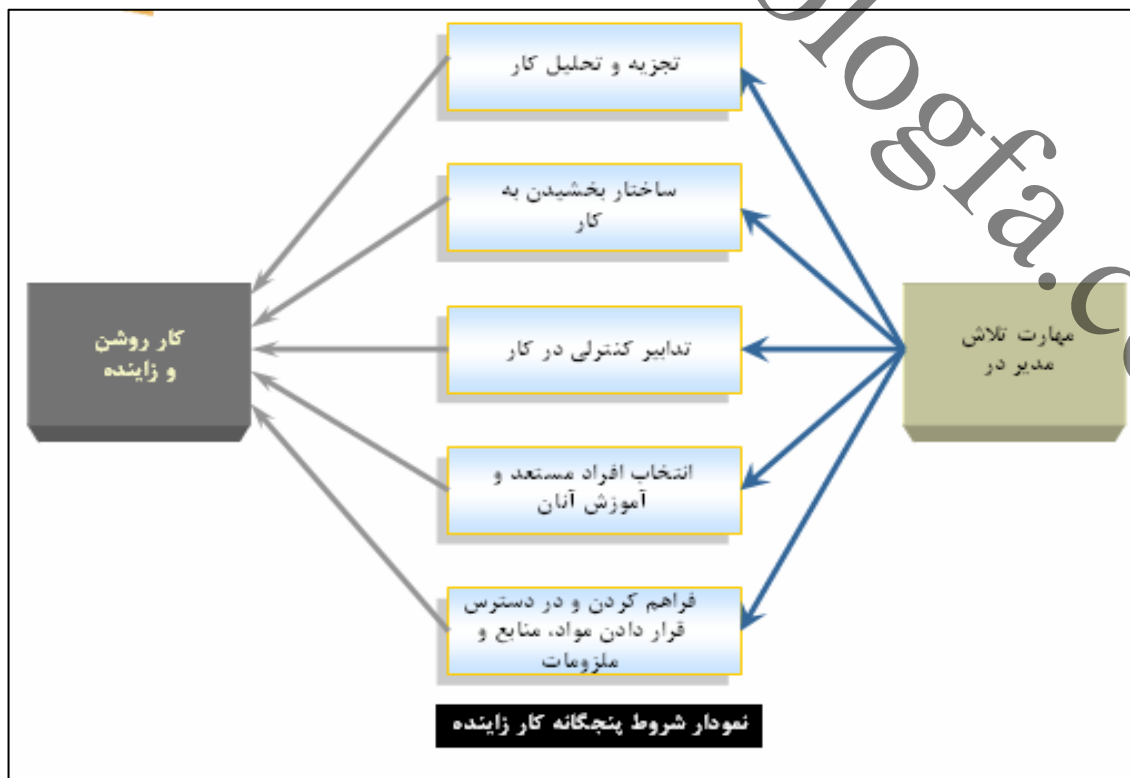 تجزیه و تحلیل کار
ساختار بخشیدن به
کار
مهارت تلاش
مدیر در
تدابیر کنترلی در کار
کار روشن
و زاینده
انتخاب افراد مستعد و
آموزش آنان
فراهم کردن و در دسترس
قرار دادن مواد، منابع و
ملزومات
نمودار شروط پنجگانه کار زاینده